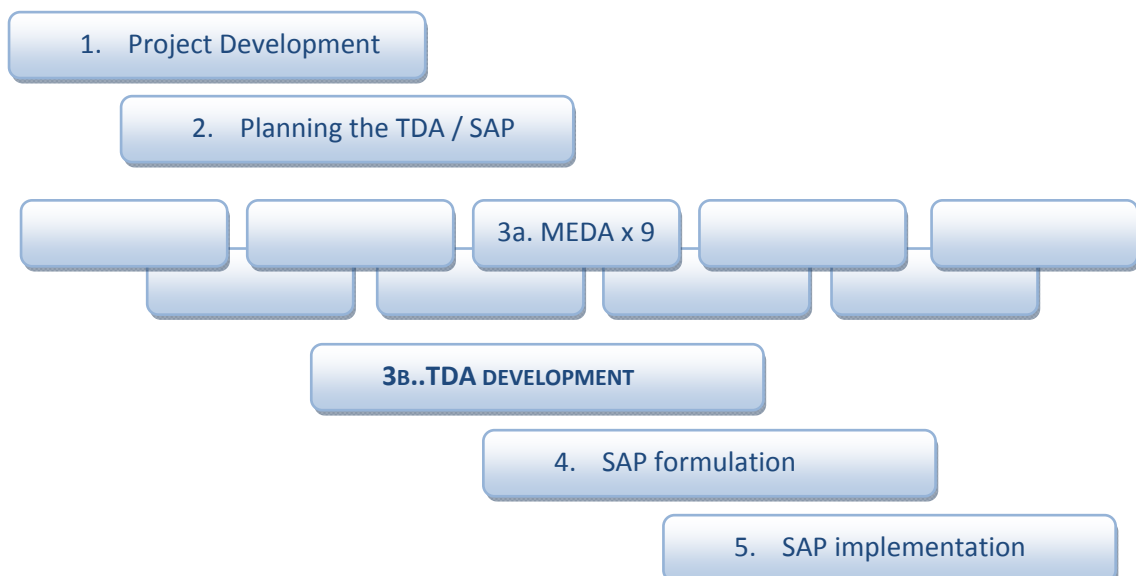 1. Project Development
2. Planning the TDA / SAP
3a. MEDA x 9
3B..TDA DEVELOPMENT
4. SAP formulation
5. SAP implementation